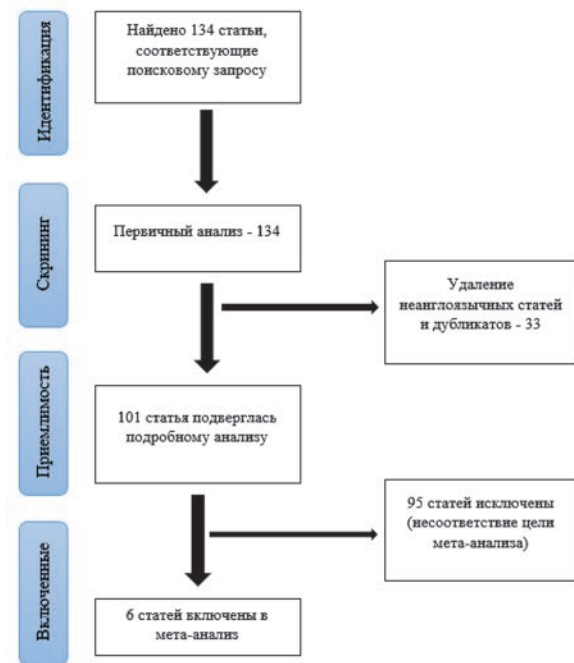 Идентификация
Найдено 134 статьи,
соответствующие
поисковому запросу
Скрининг
Первичный анализ - 134
Удаление
неанглоязычных статей
и дубликатов - 33
Приемлимость
101 статья подверглась
подробному анализу
95 статей исключены
(несоответствие цели
мета-анализа)
Включенные
6 статей включены в
мета-анализ